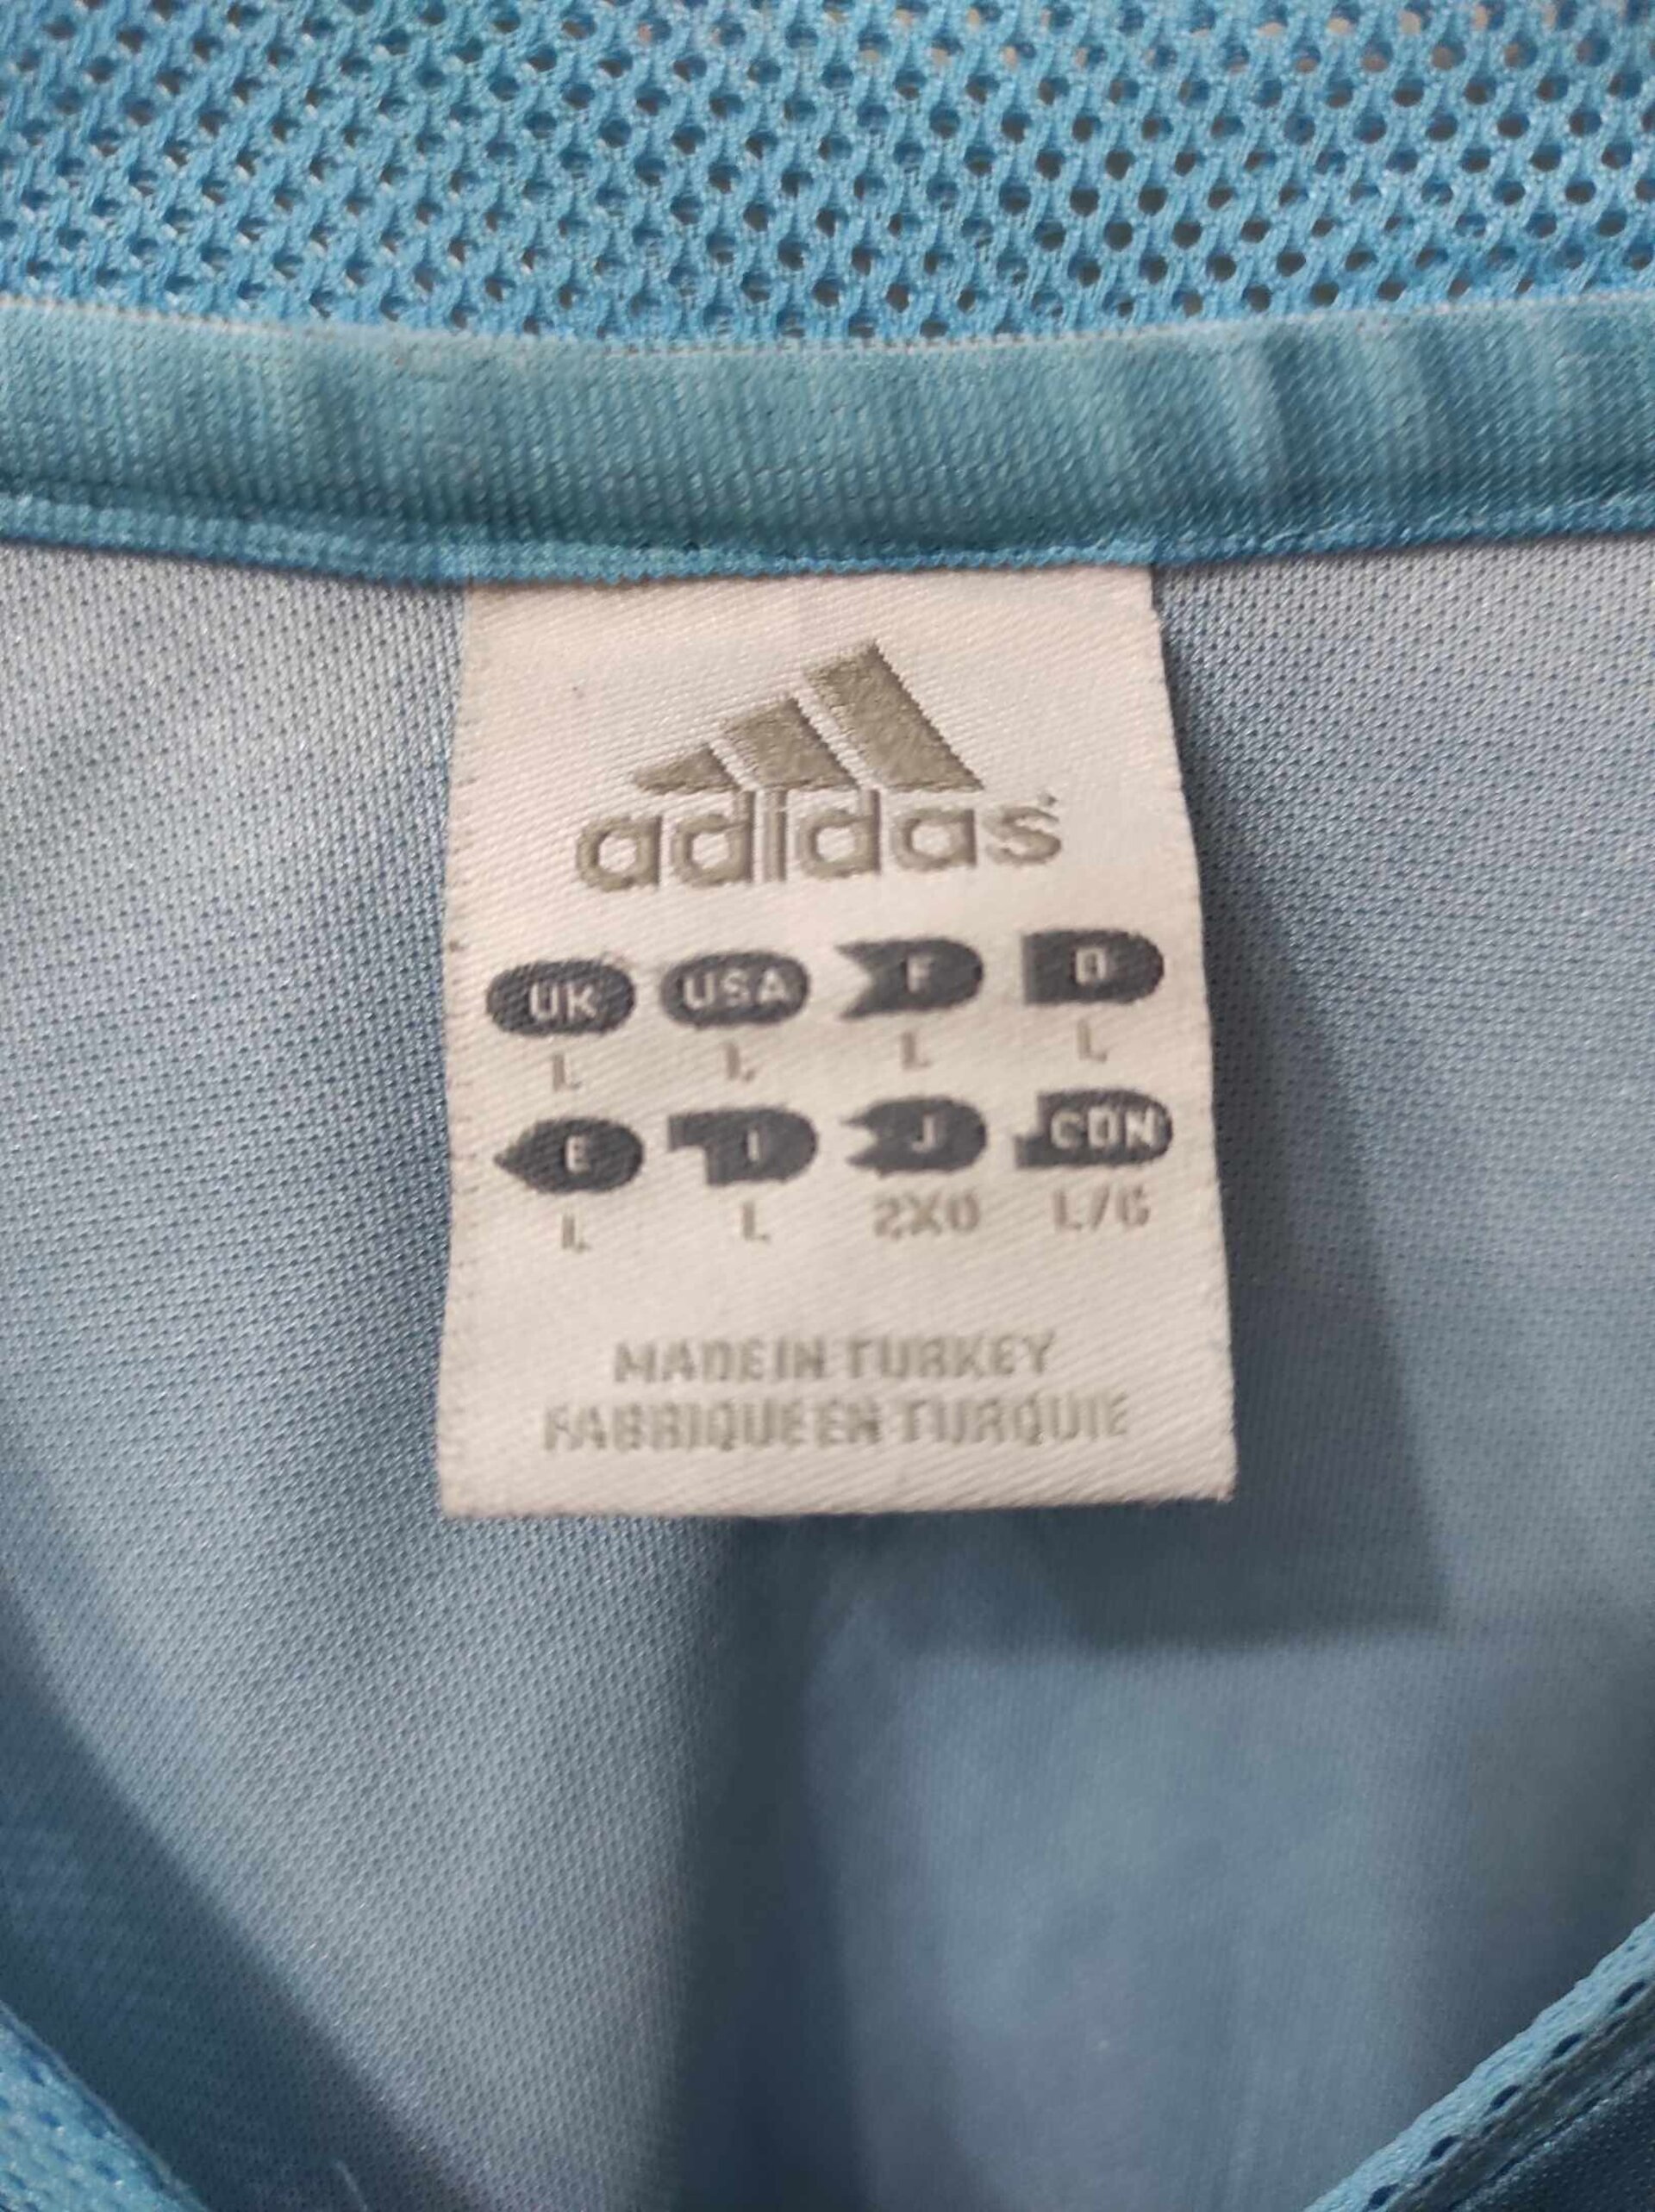 adidas
UK USA F D
L L L L
E I J CDN
L L 2XO L/G
MADE IN TURKEY
FABRIQUE EN TURQUIE